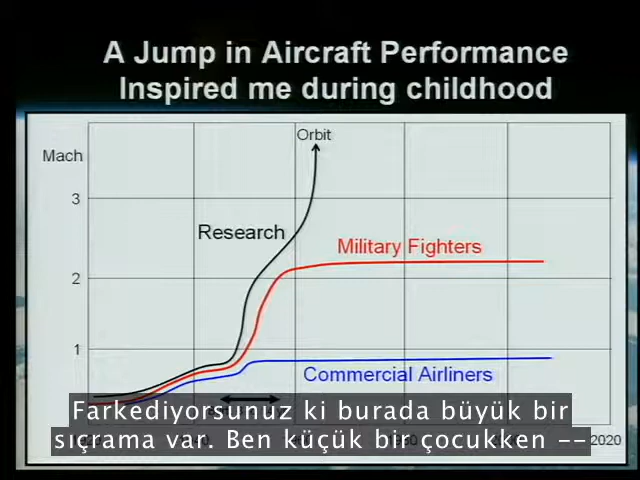 A Jump in Aircraft Performance
Inspired me during childhood
Orbit
Mach
3
Research
Military Fighters
2
1
Commercial Airliners
Farkediyorsunuz ki burada büyük bir
sıçrama var. Ben küçük bir çocukken --
2020